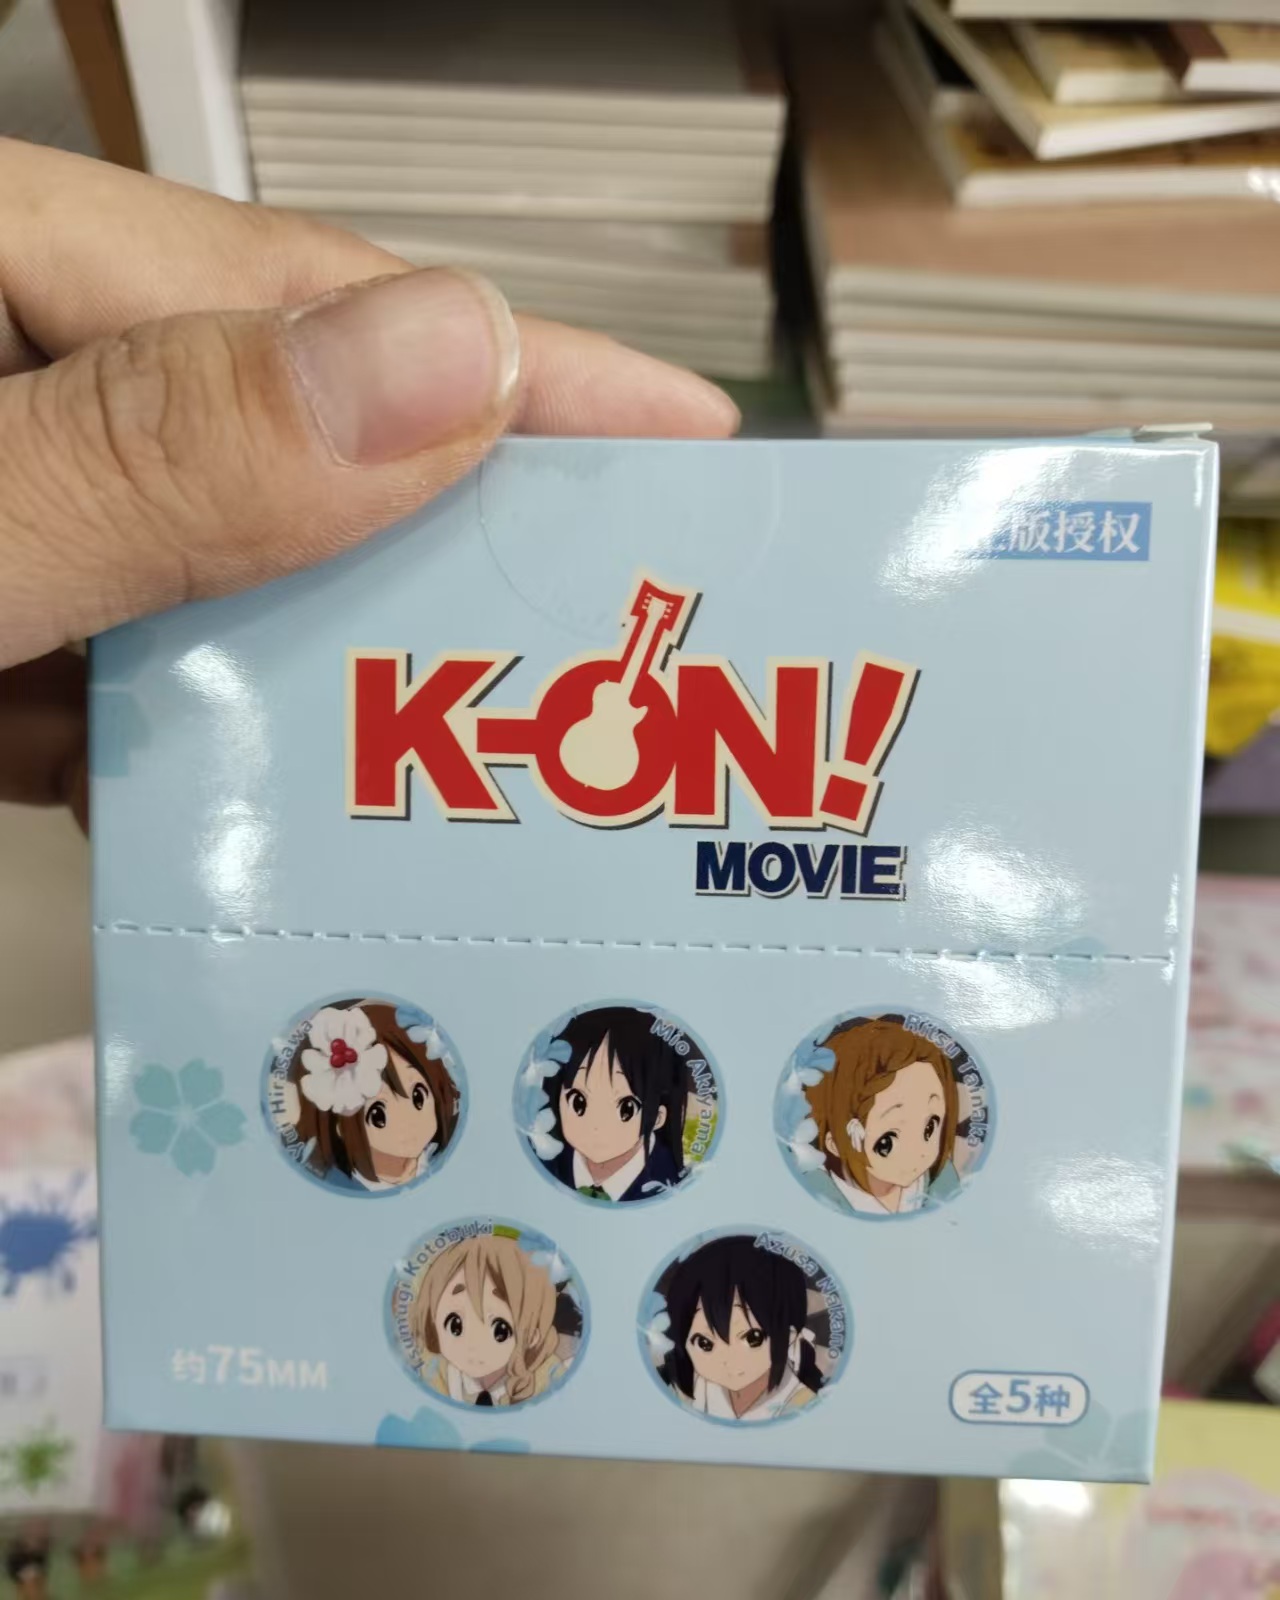 版授权
K-ON!
MOVIE
Yui Hirasawa
Mio Akiyama
Ritsu Tainaka
Tsumugi Kotobuki
Azusa Nakano
约75MM
全5种